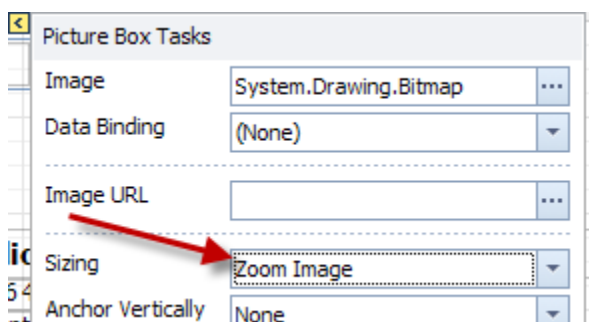 Picture Box Tasks
Image System.Drawing.Bitmap ...
Data Binding (None)
Image URL ...
Sizing Zoom Image
Anchor Vertically None